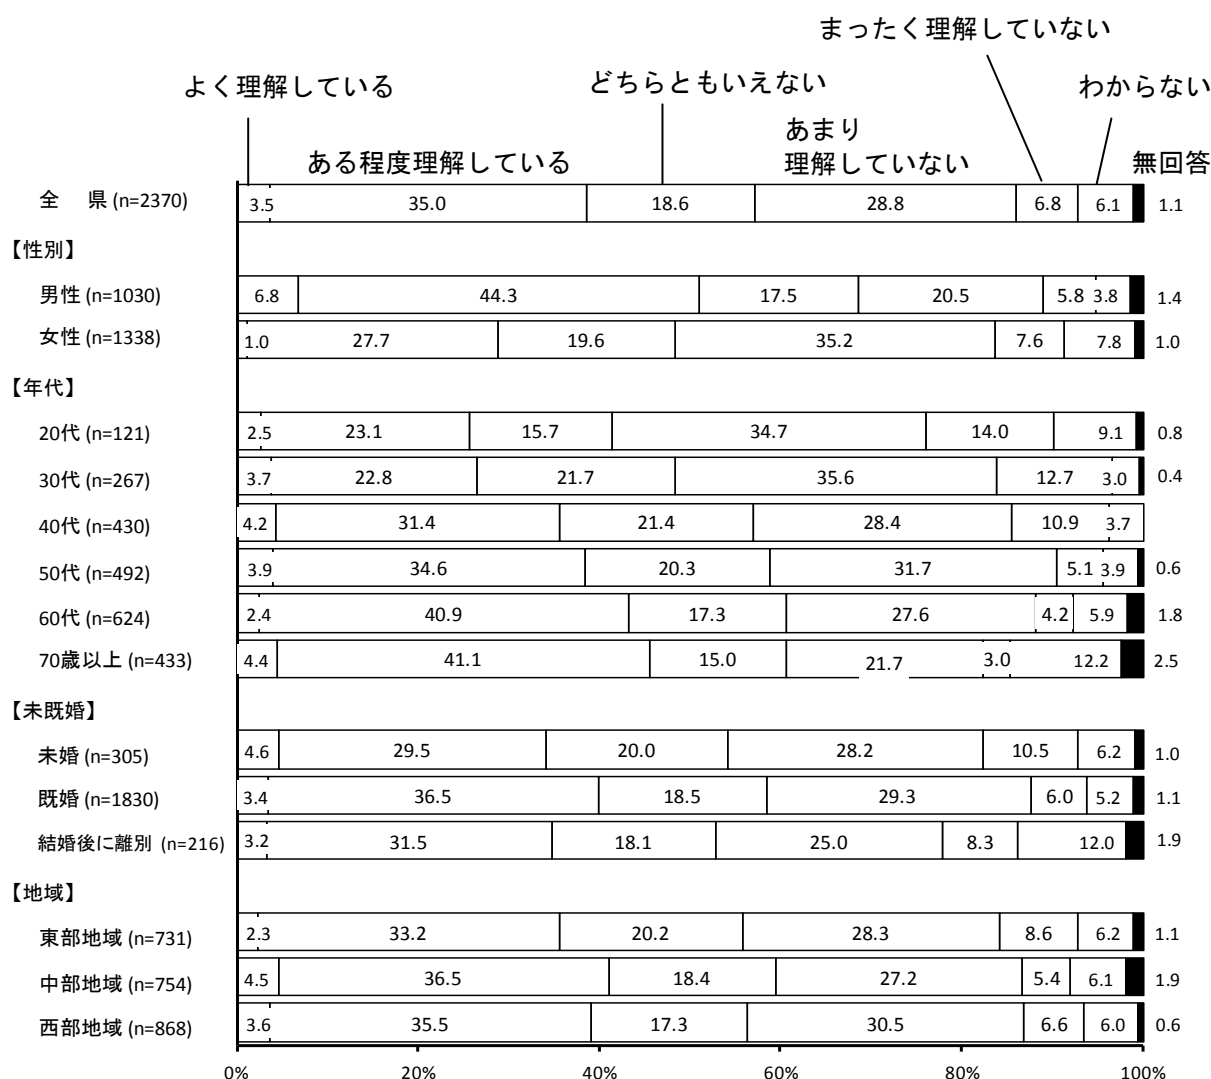 まったく理解していない
よく理解している どちらともいえない わからない
あまり
ある程度理解している 理解していない 無回答
全 県 (n=2370) 3.5 35.0 18.6 28.8 6.8 6.1 1.1
【性別】
男性 (n=1030) 6.8 44.3 17.5 20.5 5.8 3.8 1.4
女性 (n=1338) 1.0 27.7 19.6 35.2 7.6 7.8 1.0
【年代】
20代 (n=121) 2.5 23.1 15.7 34.7 14.0 9.1 0.8
30代 (n=267) 3.7 22.8 21.7 35.6 12.7 3.0 0.4
40代 (n=430) 4.2 31.4 21.4 28.4 10.9 3.7
50代 (n=492) 3.9 34.6 20.3 31.7 5.1 3.9 0.6
60代 (n=624) 2.4 40.9 17.3 27.6 4.2 5.9 1.8
70歳以上 (n=433) 4.4 41.1 15.0 21.7 3.0 12.2 2.5
【未既婚】
未婚 (n=305) 4.6 29.5 20.0 28.2 10.5 6.2 1.0
既婚 (n=1830) 3.4 36.5 18.5 29.3 6.0 5.2 1.1
結婚後に離別 (n=216) 3.2 31.5 18.1 25.0 8.3 12.0 1.9
【地域】
東部地域 (n=731) 2.3 33.2 20.2 28.3 8.6 6.2 1.1
中部地域 (n=754) 4.5 36.5 18.4 27.2 5.4 6.1 1.9
西部地域 (n=868) 3.6 35.5 17.3 30.5 6.6 6.0 0.6
0% 20% 40% 60% 80% 100%